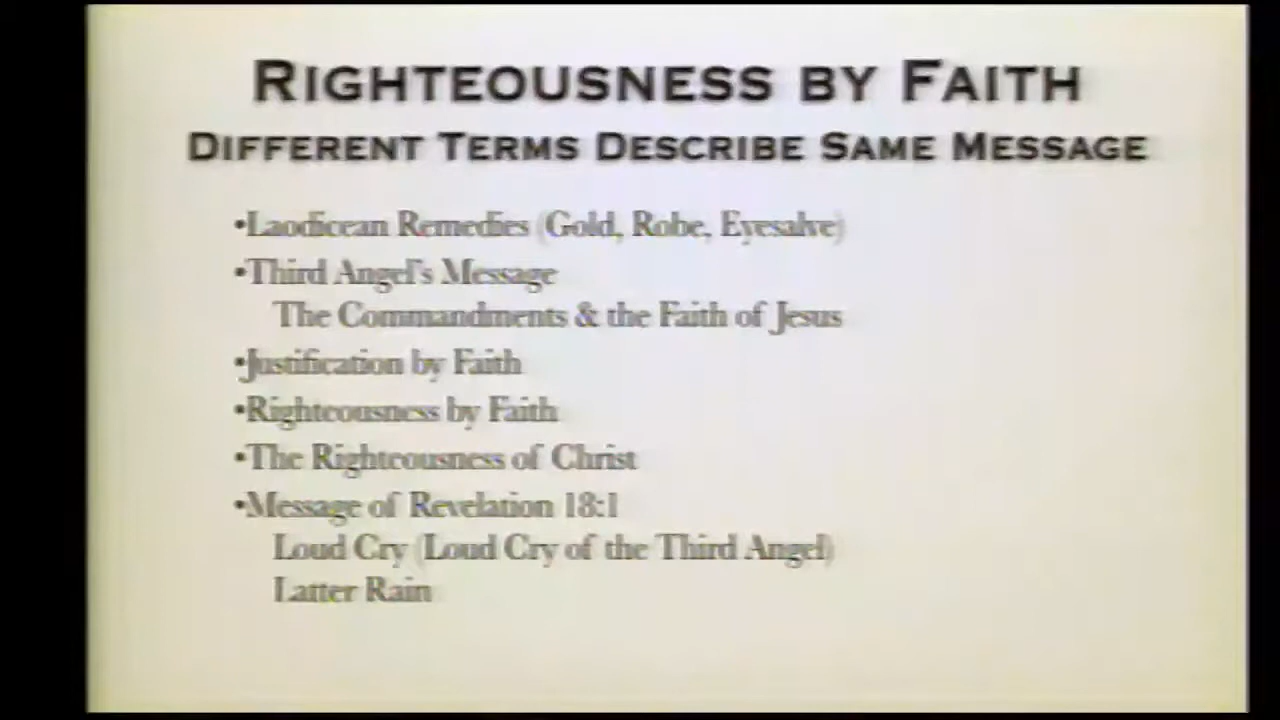 RIGHTEOUSNESS BY FAITH
DIFFERENT TERMS DESCRIBE SAME MESSAGE
•Laodicean Remedies (Gold, Robe, Eyesalve)
•Third Angel's Message
The Commandments & the Faith of Jesus
•Justification by Faith
•Righteousness by Faith
•The Righteousness of Christ
•Message of Revelation 18:1
Loud Cry (Loud Cry of the Third Angel)
Latter Rain